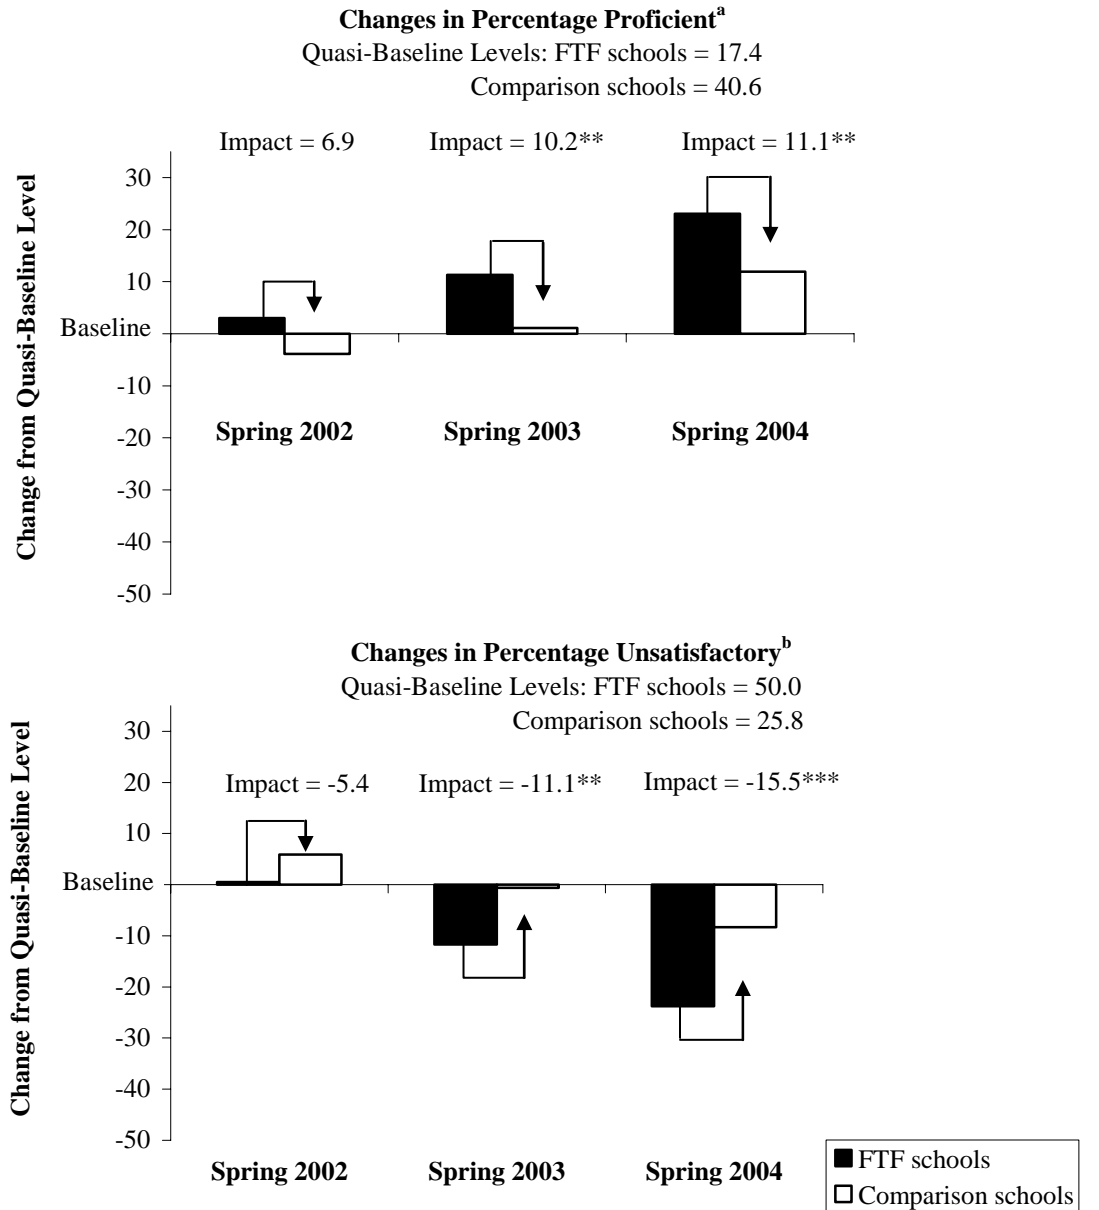 Changes in Percentage Proficientᵃ
Quasi-Baseline Levels: FTF schools = 17.4
Comparison schools = 40.6
Impact = 6.9
Impact = 10.2**
Impact = 11.1**
Change from Quasi-Baseline Level
30
20
10
Baseline
-10
-20
-30
-40
-50
Spring 2002
Spring 2003
Spring 2004
Changes in Percentage Unsatisfactoryᵇ
Quasi-Baseline Levels: FTF schools = 50.0
Comparison schools = 25.8
Impact = -5.4
Impact = -11.1**
Impact = -15.5***
Change from Quasi-Baseline Level
30
20
10
Baseline
-10
-20
-30
-40
-50
Spring 2002
Spring 2003
Spring 2004
FTF schools
Comparison schools